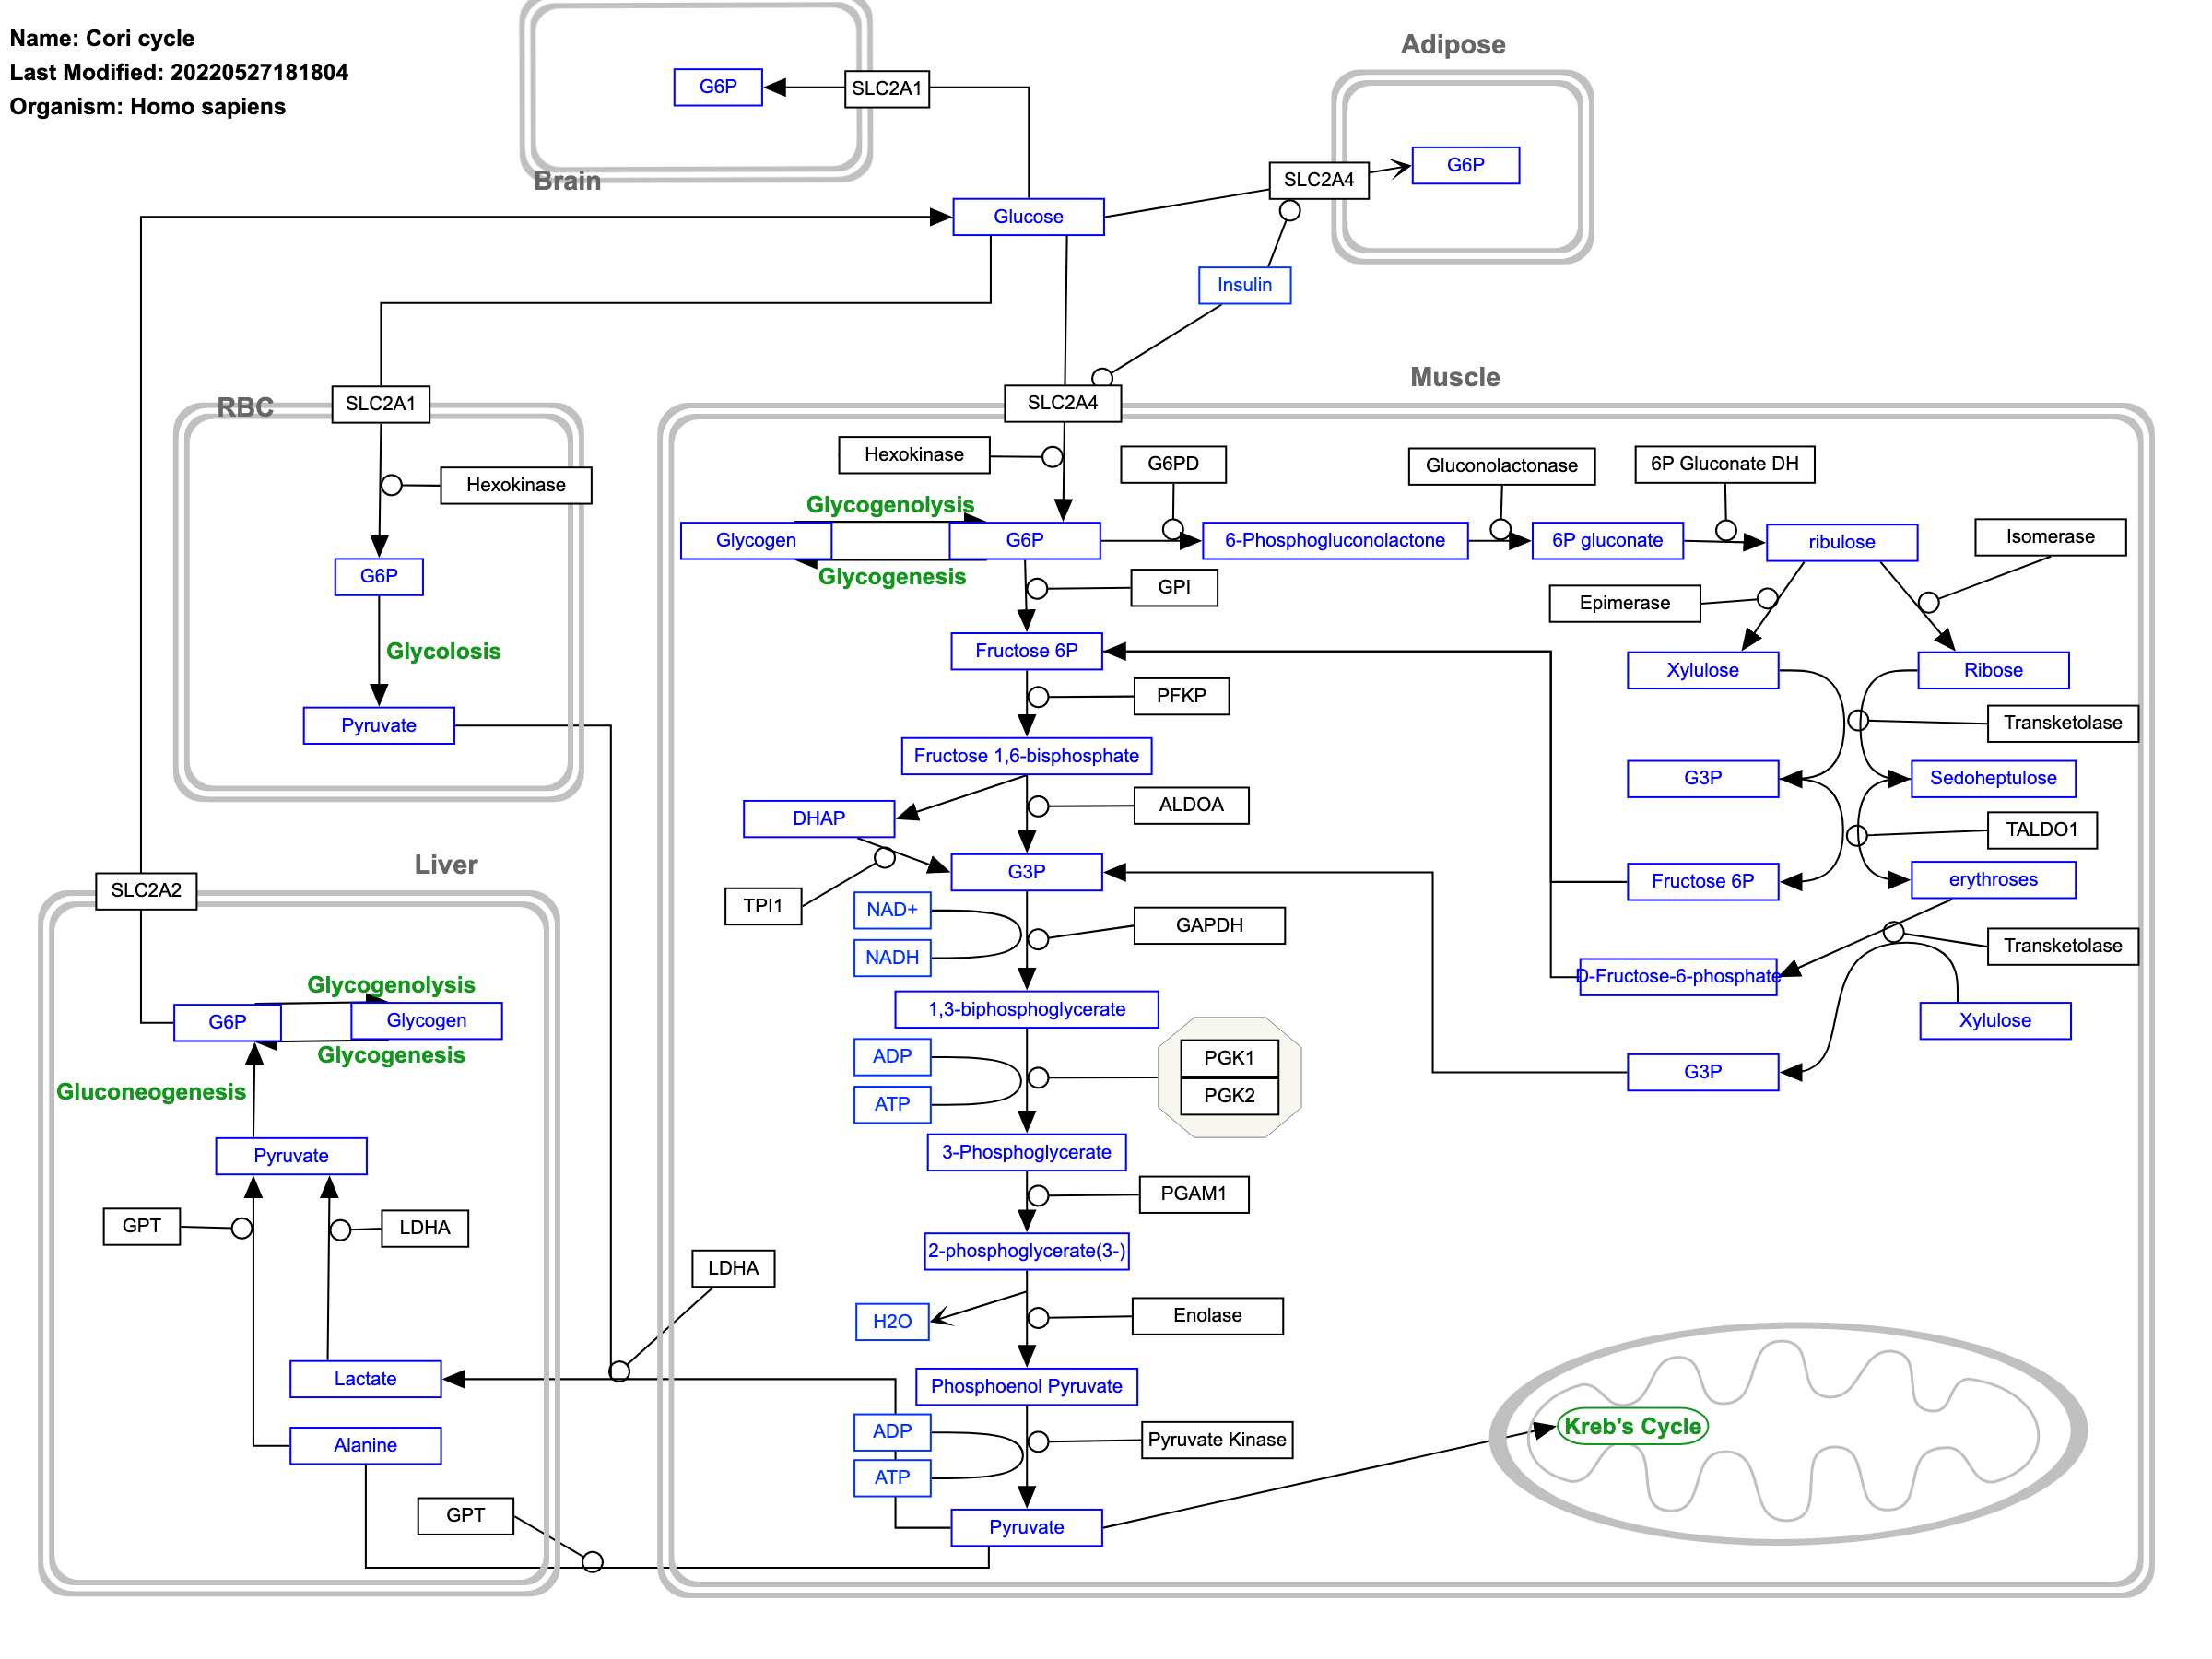 Name: Cori cycle
Last Modified: 20220527181804
Organism: Homo sapiens
Adipose
G6P
SLC2A1
G6P
SLC2A4
Brain
Glucose
Insulin
Muscle
RBC
SLC2A1
SLC2A4
Hexokinase
Hexokinase
G6PD
Gluconolactonase
6P Gluconate DH
Glycogenolysis
Glycogen
G6P
6-Phosphogluconolactone
6P gluconate
ribulose
Isomerase
Glycogenesis
G6P
GPI
Epimerase
Glycolosis
Fructose 6P
Xylulose
Ribose
PFKP
Pyruvate
Transketolase
Fructose 1,6-bisphosphate
G3P
Sedoheptulose
DHAP
ALDOA
TALDO1
Liver
G3P
Fructose 6P
erythroses
SLC2A2
TPI1
NAD+
GAPDH
Transketolase
NADH
D-Fructose-6-phosphate
Glycogenolysis
G6P
Glycogen
1,3-biphosphoglycerate
Xylulose
Glycogenesis
ADP
PGK1
G3P
Gluconeogenesis
ATP
PGK2
Pyruvate
3-Phosphoglycerate
PGAM1
GPT
LDHA
2-phosphoglycerate(3-)
LDHA
H2O
Enolase
Lactate
Phosphoenol Pyruvate
Kreb's Cycle
Alanine
ADP
Pyruvate Kinase
ATP
GPT
Pyruvate